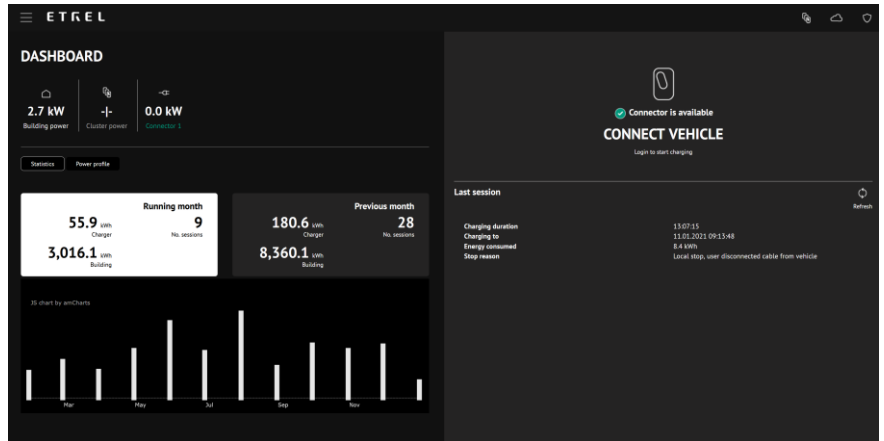 ETREL
DASHBOARD
2.7 kW
Building power
-|-
Cluster power
0.0 kW
Connector 1
Statistics
Power profile
Running month
55.9 kWh
Charger
9
No. sessions
3,016.1 kWh
Building
Previous month
180.6 kWh
Charger
28
No. sessions
8,360.1 kWh
Building
JS chart by amCharts
Mar May Jul Sep Nov
Connector is available
CONNECT VEHICLE
Login to start charging
Last session
Refresh
Charging duration 13:07:15
Charging to 11.01.2021 09:13:48
Energy consumed 8.4 kWh
Stop reason Local stop, user disconnected cable from vehicle